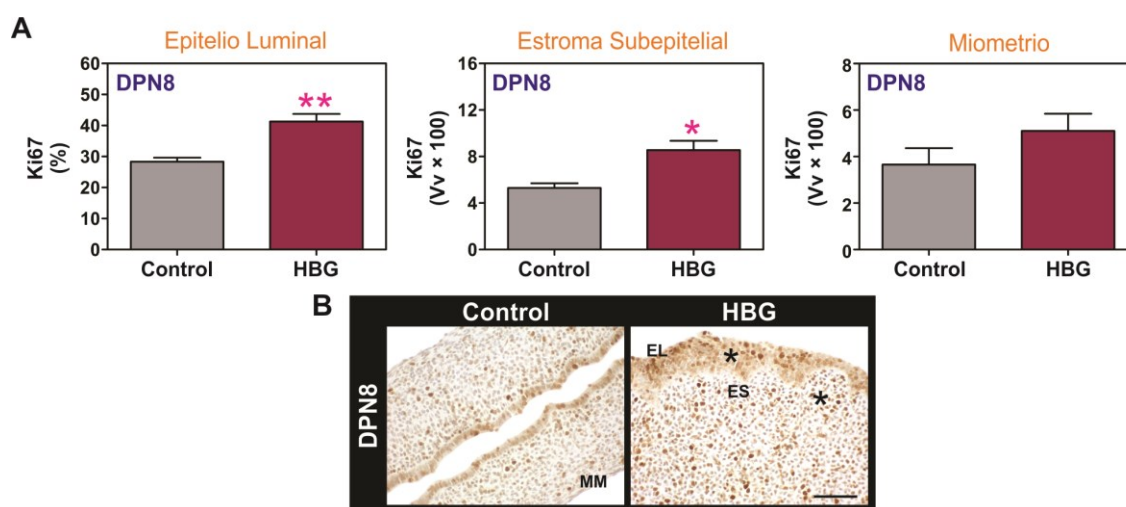 A
Epitelio Luminal
DPN8
Ki67
(%)
60
50
40
30
20
10
0
**
Control
HBG
Estroma Subepitelial
DPN8
Ki67
(Vv × 100)
16
12
8
4
0
*
Control
HBG
Miometrio
DPN8
Ki67
(Vv × 100)
8
6
4
2
0
Control
HBG
B
Control
HBG
DPN8
MM
EL
*
ES
*